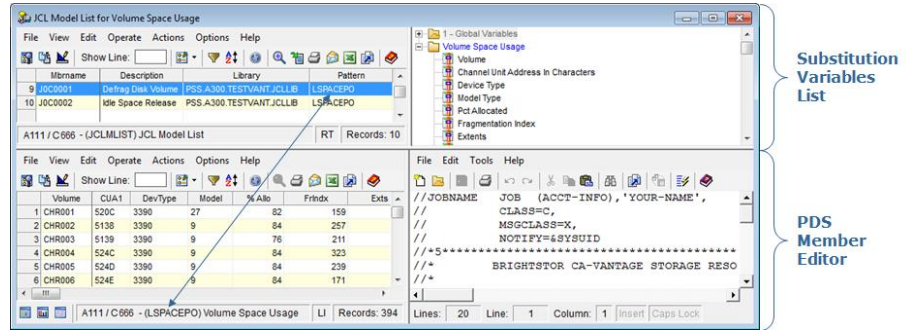 JCL Model List for Volume Space Usage
File View Edit Operate Actions Options Help
Show Line:
Mbrname Description Library Pattern
9 J0C0001 Defrag Disk Volume PSS.A300.TESTVANT.JCLLIB LSPACEPO
10 J0C0002 Idle Space Release PSS.A300.TESTVANT.JCLLIB LSPACEPO
A111 / C666 - (JCLMLIST) JCL Model List RT Records: 10
1 - Global Variables
Volume Space Usage
Volume
Channel Unit Address In Characters
Device Type
Model Type
Pct Allocated
Fragmentation Index
Extents
Substitution
Variables
List
File View Edit Operate Actions Options Help
Show Line:
Volume CUA1 DevType Model % Allo FrIndx Exts
1 CHR001 520C 3390 27 82 159
2 CHR002 5138 3390 9 84 257
3 CHR003 5139 3390 9 76 211
4 CHR004 524C 3390 9 84 323
5 CHR005 524D 3390 9 84 239
6 CHR006 524E 3390 9 84 171
A111 / C666 - (LSPACEPO) Volume Space Usage LI Records: 394
File Edit Tools Help
//JOBNAME JOB (ACCT-INFO),'YOUR-NAME',
// CLASS=C,
// MSGCLASS=X,
// NOTIFY=&SYSUID
//*5****************************************
//* BRIGHTSTOR CA-VANTAGE STORAGE RESO
//*
Lines: 20 Line: 1 Column: 1 Insert Caps Lock
PDS
Member
Editor